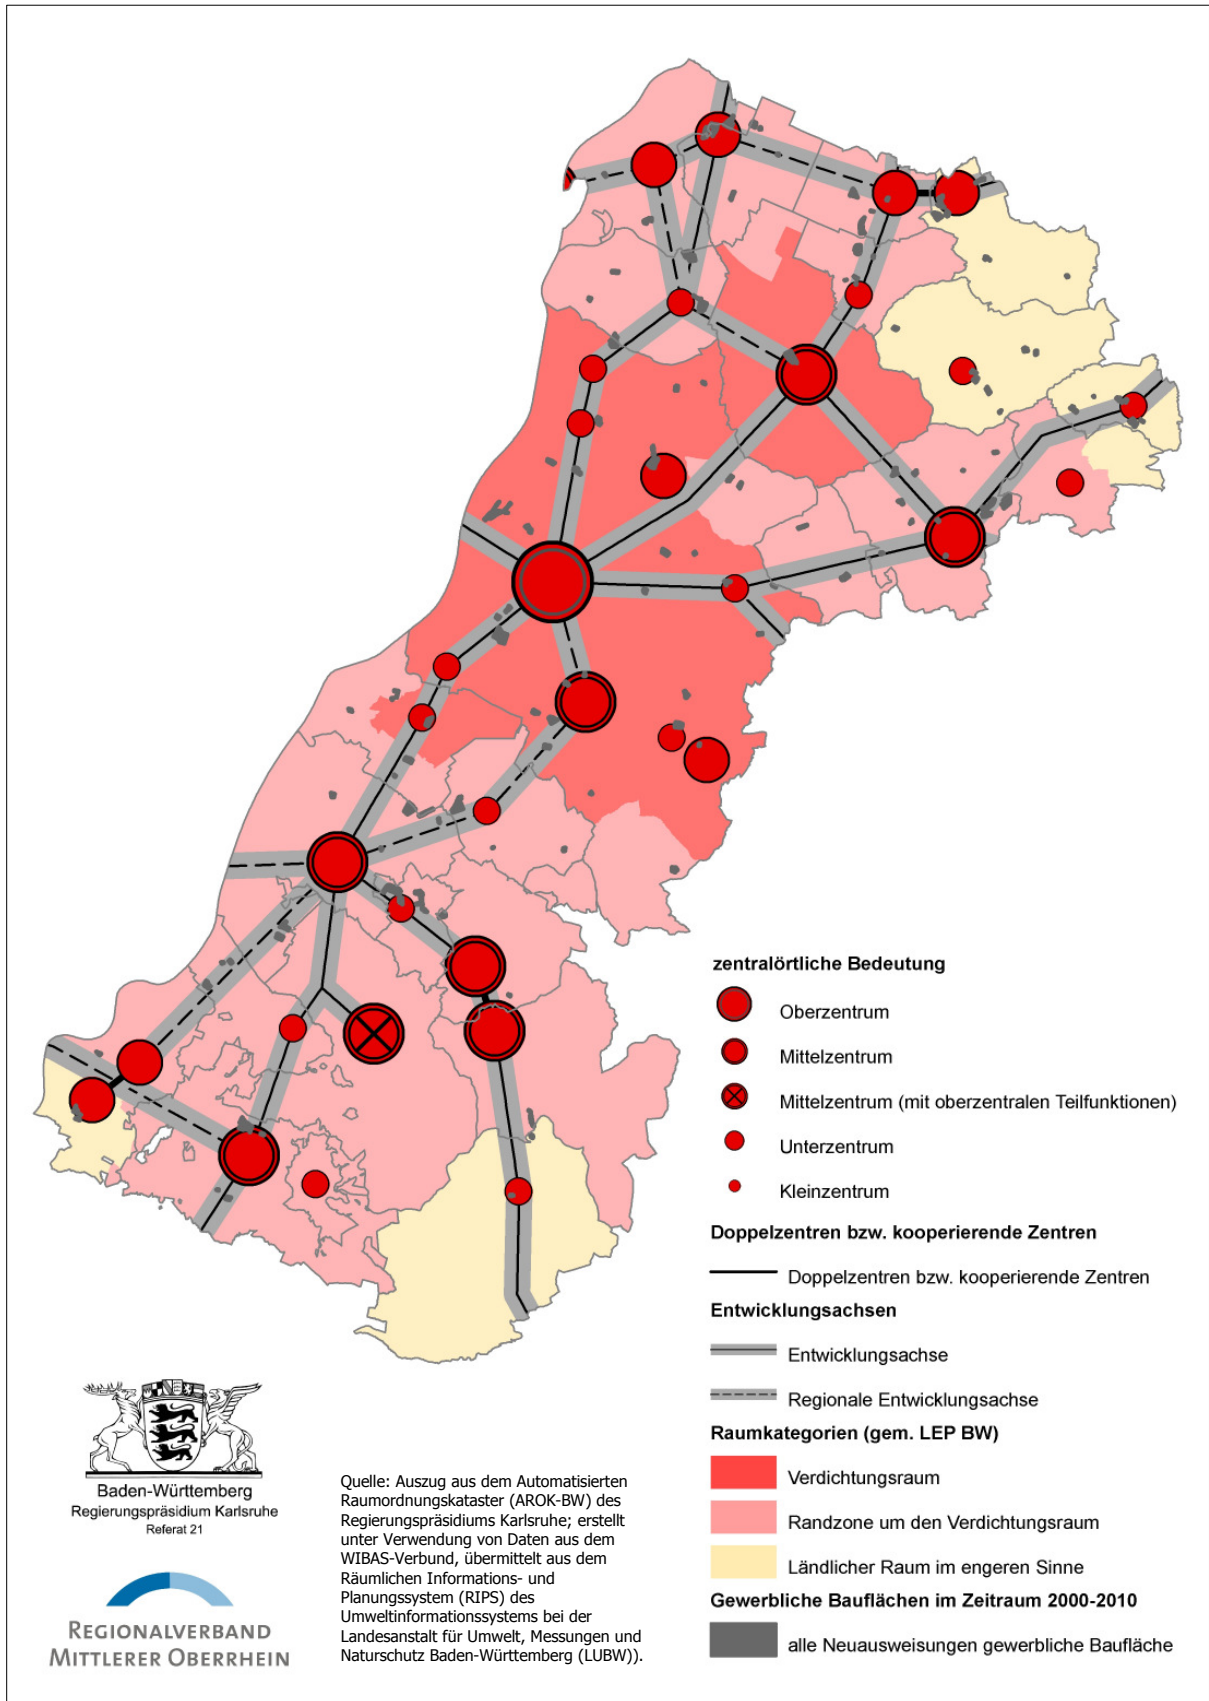 zentralörtliche Bedeutung
Oberzentrum
Mittelzentrum
Mittelzentrum (mit oberzentralen Teilfunktionen)
Unterzentrum
Kleinzentrum
Doppelzentren bzw. kooperierende Zentren
Doppelzentren bzw. kooperierende Zentren
Entwicklungsachsen
Entwicklungsachse
Regionale Entwicklungsachse
Raumkategorien (gem. LEP BW)
Verdichtungsraum
Randzone um den Verdichtungsraum
Ländlicher Raum im engeren Sinne
Gewerbliche Bauflächen im Zeitraum 2000-2010
alle Neuausweisungen gewerbliche Baufläche
Baden-Württemberg
Regierungspräsidium Karlsruhe
Referat 21
REGIONALVERBAND
MITTLERER OBERRHEIN
Quelle: Auszug aus dem Automatisierten
Raumordnungskataster (AROK-BW) des
Regierungspräsidiums Karlsruhe; erstellt
unter Verwendung von Daten aus dem
WIBAS-Verbund, übermittelt aus dem
Räumlichen Informations- und
Planungssystem (RIPS) des
Umweltinformationssystems bei der
Landesanstalt für Umwelt, Messungen und
Naturschutz Baden-Württemberg (LUBW)).